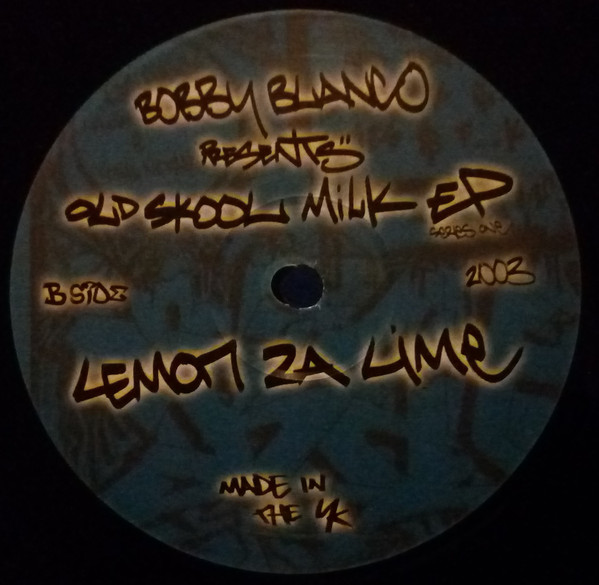 BOBBY BLANCO
PRESENTS"
OLD SKOOL MILK EP
SERIES ONE
B SIDE
2003
LEMON ZA LIME
MADE IN
THE UK